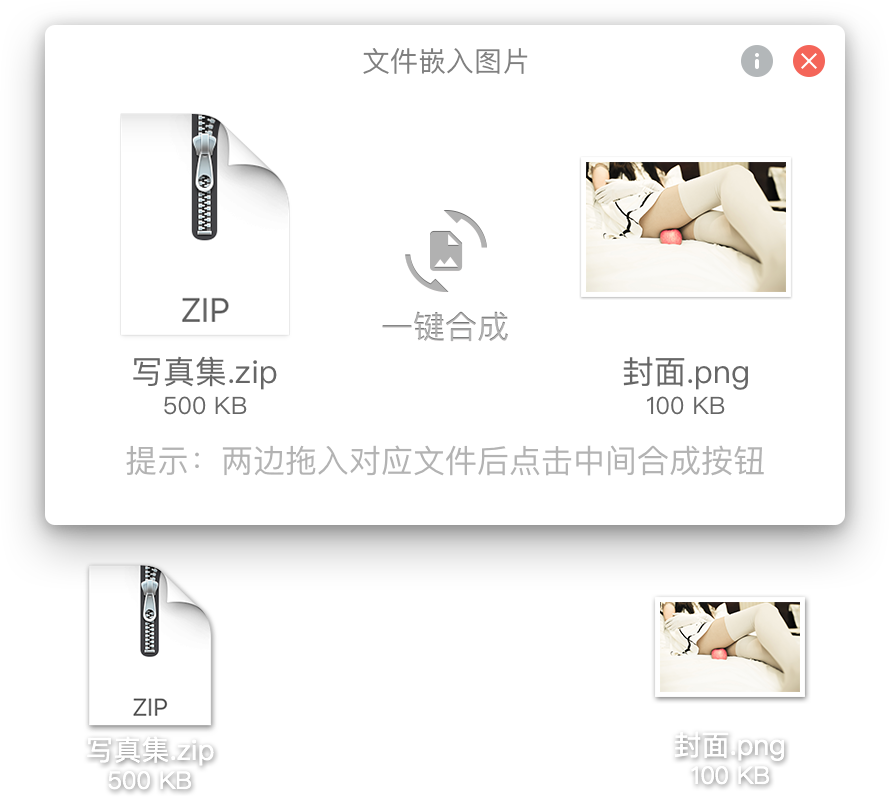 文件嵌入图片
ZIP
一键合成
写真集.zip
500 KB
封面.png
100 KB
提示：两边拖入对应文件后点击中间合成按钮
ZIP
写真集.zip
500 KB
封面.png
100 KB